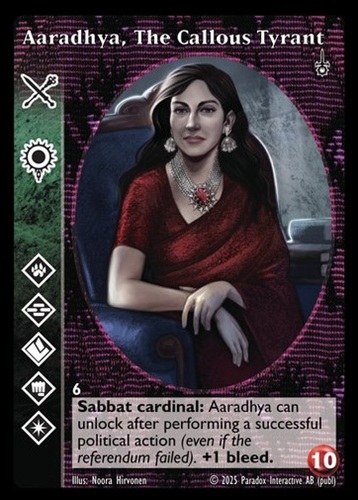 Aaradhya, The Callous Tyrant
6
Sabbat cardinal: Aaradhya can
unlock after performing a successful
political action (even if the
referendum failed). +1 bleed.
10
Illus: Noora Hirvonen © 2025 Paradox Interactive AB (publ)